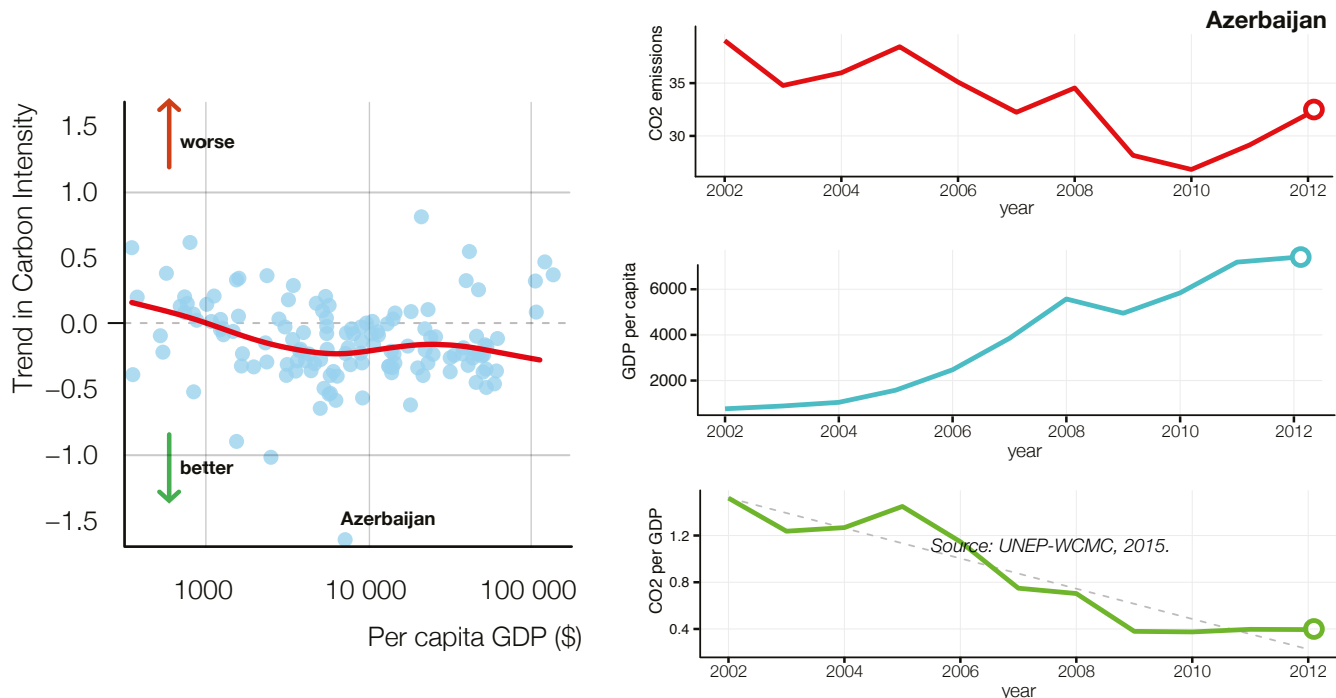 Trend in Carbon Intensity
1.5
1.0
0.5
0.0
−0.5
−1.0
−1.5
worse
better
Azerbaijan
1000
10 000
100 000
Per capita GDP ($)
Azerbaijan
CO2 emissions
35
30
2002
2004
2006
2008
2010
2012
year
GDP per capita
6000
4000
2000
2002
2004
2006
2008
2010
2012
year
CO2 per GDP
1.2
0.8
0.4
Source: UNEP-WCMC, 2015.
2002
2004
2006
2008
2010
2012
year